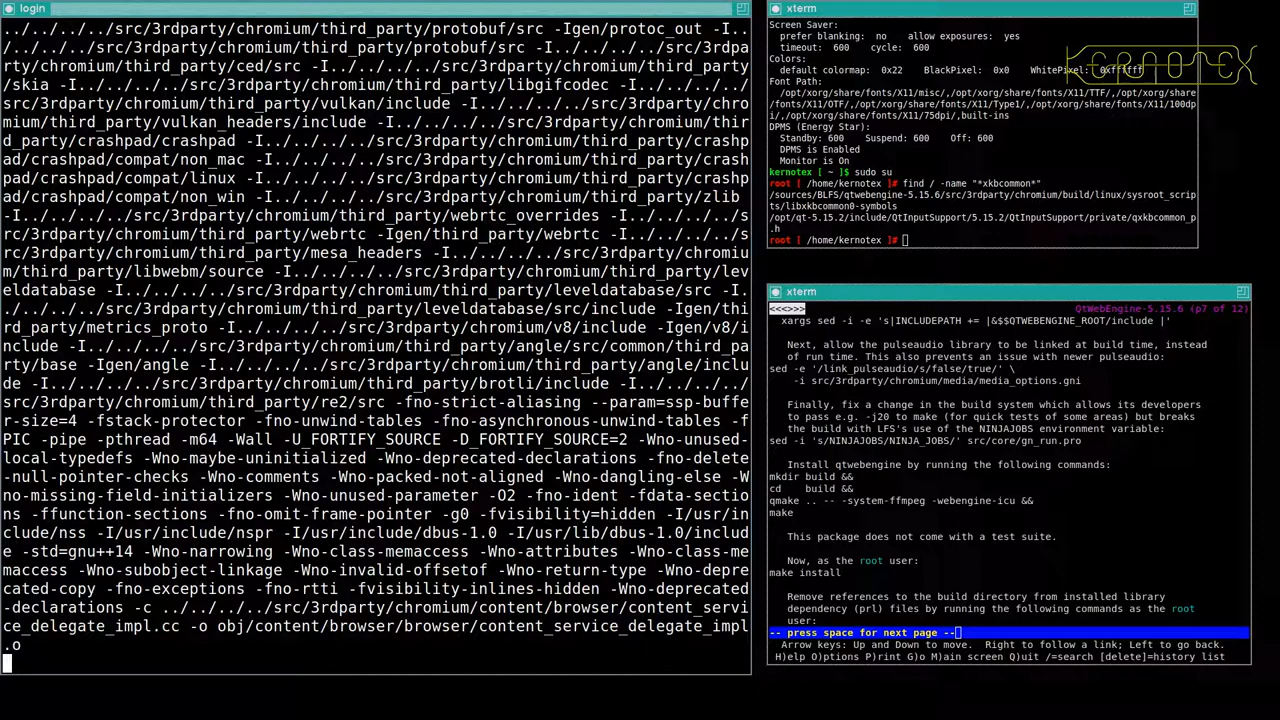 login
../../../../src/3rdparty/chromium/third_party/protobuf/src -Igen/protoc_out -I..
/../../../src/3rdparty/chromium/third_party/protobuf/src -I../../../../src/3rdpa
rty/chromium/third_party/ced/src -I../../../../src/3rdparty/chromium/third_party
/skia -I../../../../src/3rdparty/chromium/third_party/libgifcodec -I../../../../
src/3rdparty/chromium/third_party/vulkan/include -I../../../../src/3rdparty/chro
mium/third_party/vulkan_headers/include -I../../../../src/3rdparty/chromium/thir
d_party/crashpad/crashpad -I../../../../src/3rdparty/chromium/third_party/crashp
ad/crashpad/compat/non_mac -I../../../../src/3rdparty/chromium/third_party/crash
pad/crashpad/compat/linux -I../../../../src/3rdparty/chromium/third_party/crashp
ad/crashpad/compat/non_win -I../../../../src/3rdparty/chromium/third_party/zlib
-I../../../../src/3rdparty/chromium/third_party/webrtc_overrides -I../../../../s
rc/3rdparty/chromium/third_party/webrtc -Igen/third_party/webrtc -I../../../../s
rc/3rdparty/chromium/third_party/mesa_headers -I../../../../src/3rdparty/chromiu
m/third_party/libwebm/source -I../../../../src/3rdparty/chromium/third_party/lev
eldatabase -I../../../../src/3rdparty/chromium/third_party/leveldatabase/src -I.
./../../../src/3rdparty/chromium/third_party/leveldatabase/src/include -Igen/thi
rd_party/metrics_proto -I../../../../src/3rdparty/chromium/v8/include -Igen/v8/i
nclude -I../../../../src/3rdparty/chromium/third_party/angle/src/common/third_pa
rty/base -Igen/angle -I../../../../src/3rdparty/chromium/third_party/angle/inclu
de -I../../../../src/3rdparty/chromium/third_party/brotli/include -I../../../../
src/3rdparty/chromium/third_party/re2/src -fno-strict-aliasing --param=ssp-buffe
r-size=4 -fstack-protector -fno-unwind-tables -fno-asynchronous-unwind-tables -f
PIC -pipe -pthread -m64 -Wall -U_FORTIFY_SOURCE -D_FORTIFY_SOURCE=2 -Wno-unused-
local-typedefs -Wno-maybe-uninitialized -Wno-deprecated-declarations -fno-delete
-null-pointer-checks -Wno-comments -Wno-packed-not-aligned -Wno-dangling-else -W
no-missing-field-initializers -Wno-unused-parameter -O2 -fno-ident -fdata-sectio
ns -ffunction-sections -fno-omit-frame-pointer -g0 -fvisibility=hidden -I/usr/in
clude/nss -I/usr/include/nspr -I/usr/include/dbus-1.0 -I/usr/lib/dbus-1.0/includ
e -std=gnu++14 -Wno-narrowing -Wno-class-memaccess -Wno-attributes -Wno-class-me
maccess -Wno-subobject-linkage -Wno-invalid-offsetof -Wno-return-type -Wno-depre
cated-copy -fno-exceptions -fno-rtti -fvisibility-inlines-hidden -Wno-deprecated
-declarations -c ../../../../src/3rdparty/chromium/content/browser/content_servi
ce_delegate_impl.cc -o obj/content/browser/browser/content_service_delegate_impl
.o
xterm
Screen Saver:
prefer blanking:  no    allow exposures:  yes
timeout:  600    cycle:  600
Colors:
default colormap:  0x22    BlackPixel:  0x0    WhitePixel:  0xffffff
KERNOTEX
Font Path:
/opt/xorg/share/fonts/X11/misc/,/opt/xorg/share/fonts/X11/TTF/,/opt/xorg/share
/fonts/X11/OTF/,/opt/xorg/share/fonts/X11/Type1/,/opt/xorg/share/fonts/X11/100dp
i/,/opt/xorg/share/fonts/X11/75dpi/,built-ins
DPMS (Energy Star):
Standby: 600    Suspend: 600    Off: 600
DPMS is Enabled
Monitor is On
kernotex [ ~ ]$ sudo su
root [ /home/kernotex ]# find / -name "*xkbcommon*"
/sources/BLFS/qtwebengine-5.15.6/src/3rdparty/chromium/build/linux/sysroot_scrip
ts/libxkbcommon0-symbols
/opt/qt-5.15.2/include/QtInputSupport/5.15.2/QtInputSupport/private/qxkbcommon_p
.h
root [ /home/kernotex ]#
xterm
<<<>>> QtWebEngine-5.15.6 (p7 of 12)
xargs sed -i -e 's|INCLUDEPATH += |&$$QTWEBENGINE_ROOT/include |'
Next, allow the pulseaudio library to be linked at build time, instead
of run time. This also prevents an issue with newer pulseaudio:
sed -e '/link_pulseaudio/s/false/true/' \
-i src/3rdparty/chromium/media/media_options.gni
Finally, fix a change in the build system which allows its developers
to pass e.g. -j20 to make (for quick tests of some areas) but breaks
the build with LFS's use of the NINJAJOBS environment variable:
sed -i 's/NINJAJOBS/NINJA_JOBS/' src/core/gn_run.pro
Install qtwebengine by running the following commands:
mkdir build &&
cd    build &&
qmake .. -- -system-ffmpeg -webengine-icu &&
make
This package does not come with a test suite.
Now, as the root user:
make install
Remove references to the build directory from installed library
dependency (prl) files by running the following commands as the root
user:
-- press space for next page --
Arrow keys: Up and Down to move.  Right to follow a link; Left to go back.
H)elp O)ptions P)rint G)o M)ain screen Q)uit /=search [delete]=history list